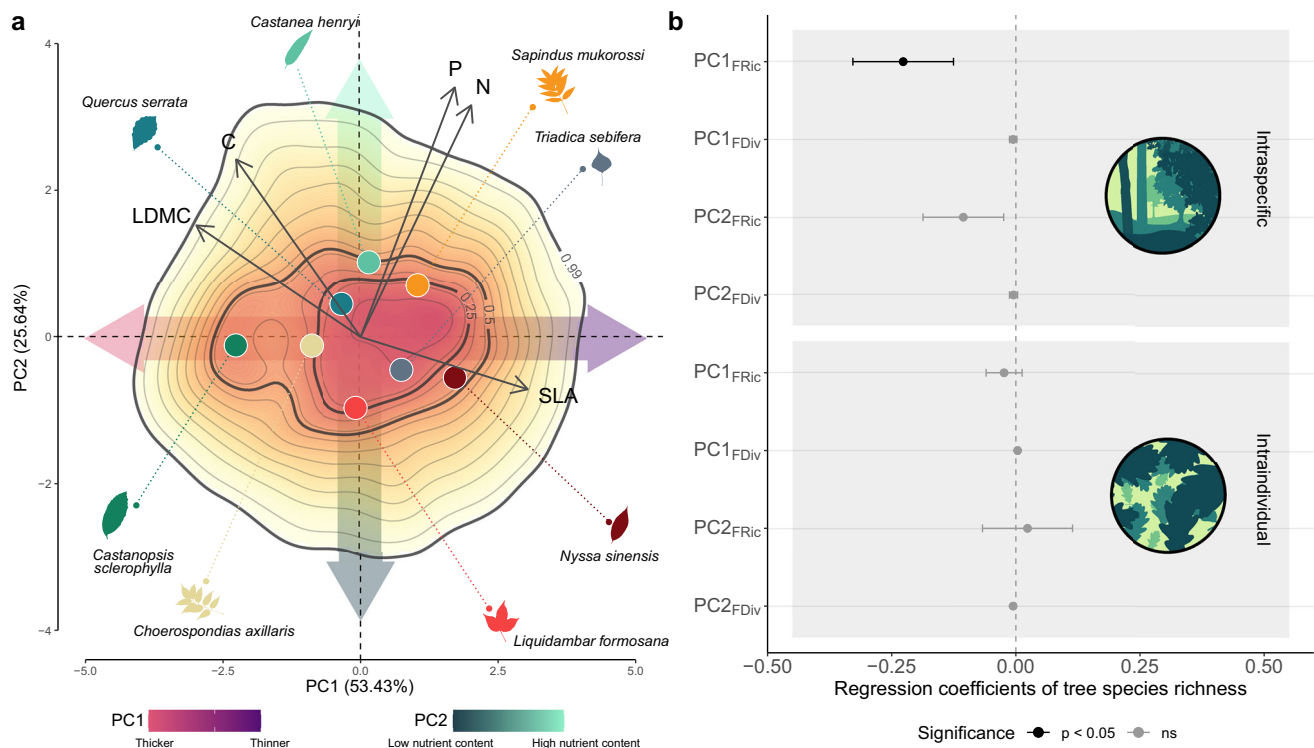 a
Castanea henryi
Sapindus mukorossi
Quercus serrata
Triadica sebifera
P
N
C
LDMC
SLA
0.99
0.5
0.25
4
2
0
−2
−4
PC2 (25.64%)
Castanopsis
sclerophylla
Choerospondias axillaris
Nyssa sinensis
Liquidambar formosana
−5.0
−2.5
0.0
2.5
5.0
PC1 (53.43%)
PC1
Thicker
Thinner
PC2
Low nutrient content
High nutrient content
b
PC1FRic
PC1FDiv
PC2FRic
PC2FDiv
Intraspecific
PC1FRic
PC1FDiv
PC2FRic
PC2FDiv
Intraindividual
−0.50
−0.25
0.00
0.25
0.50
Regression coefficients of tree species richness
Significance
p < 0.05
ns